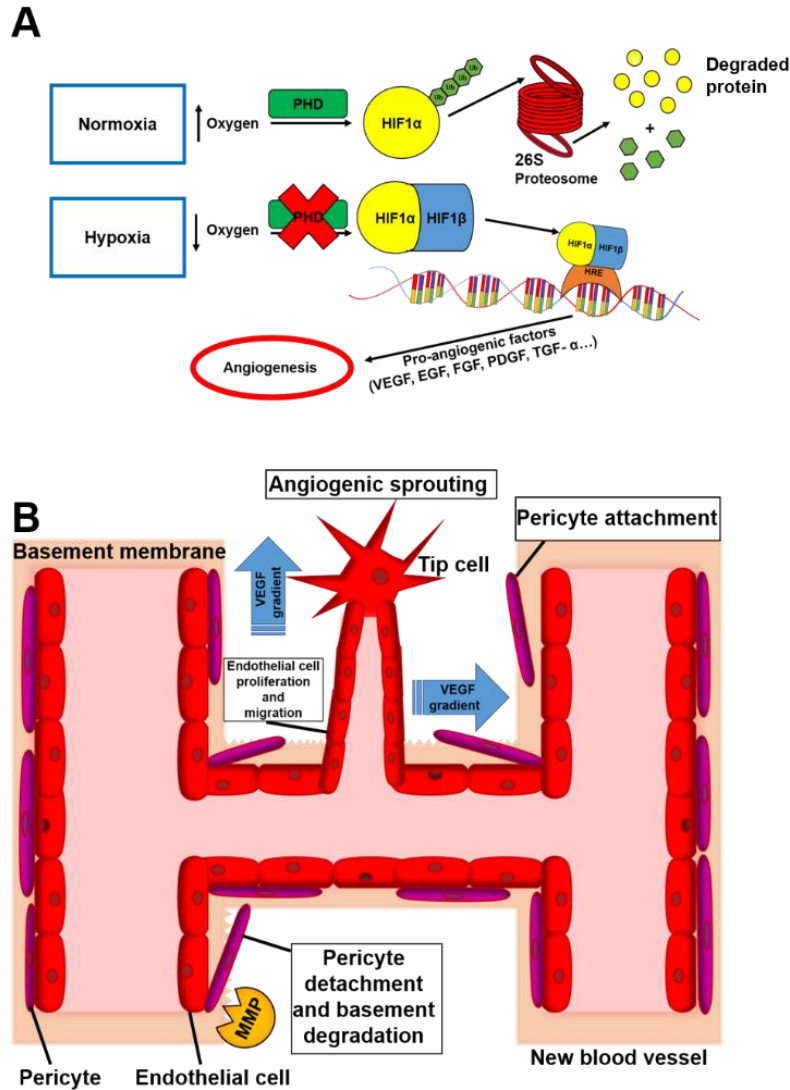 A
Normoxia
Oxygen
PHD
HIF1α
Ub
Ub
Ub
Ub
26S
Proteosome
Degraded
protein
+
Hypoxia
Oxygen
PHD
HIF1α
HIF1β
HIF1α
HIF1β
HRE
Pro-angiogenic factors
(VEGF, EGF, FGF, PDGF, TGF- α...)
Angiogenesis
B
Angiogenic sprouting
Basement membrane
Pericyte attachment
Tip cell
VEGF
gradient
Endothelial cell
proliferation
and
migration
VEGF
gradient
Pericyte
detachment
and basement
degradation
MMP
New blood vessel
Pericyte
Endothelial cell